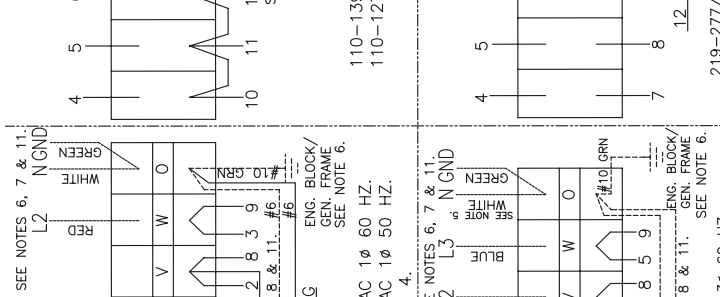 5
4
11
10
110-139
110-127
5
4
8
7
12
219-277/
SEE NOTES 6, 7 & 11.
L2
N
GND
RED
WHITE
GREEN
V
W
O
2
8
3
9
#10 GRN
#6
#6
8 & 11.
ENG. BLOCK/
GEN. FRAME
SEE NOTE 6.
AC 1ø 60 HZ.
AC 1ø 50 HZ.
4.
NOTES 6, 7 & 11.
L3
N
GND
BLUE
WHITE
SEE NOTE 5.
GREEN
W
O
8
5
9
#10 GRN
8 & 11.
ENG. BLOCK/
GEN. FRAME
SEE NOTE 6.